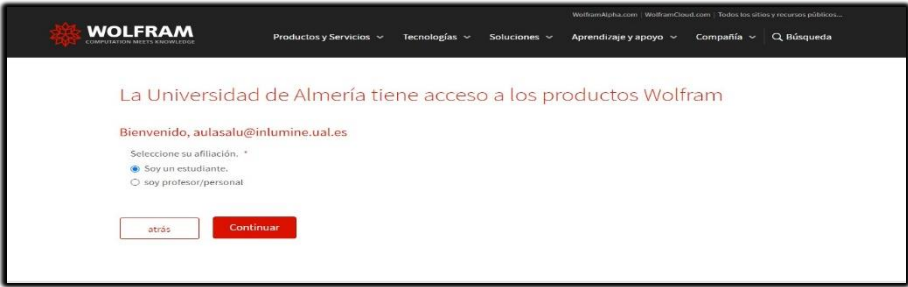 WolframAlpha.com | WolframCloud.com | Todos los sitios y recursos públicos...
WOLFRAM
COMPUTATION MEETS KNOWLEDGE
Productos y Servicios Tecnologías Soluciones Aprendizaje y apoyo Compañía Búsqueda
La Universidad de Almería tiene acceso a los productos Wolfram
Bienvenido, aulasalu@inlumine.ual.es
Seleccione su afiliación. *
Soy un estudiante.
soy profesor/personal
atrás Continuar